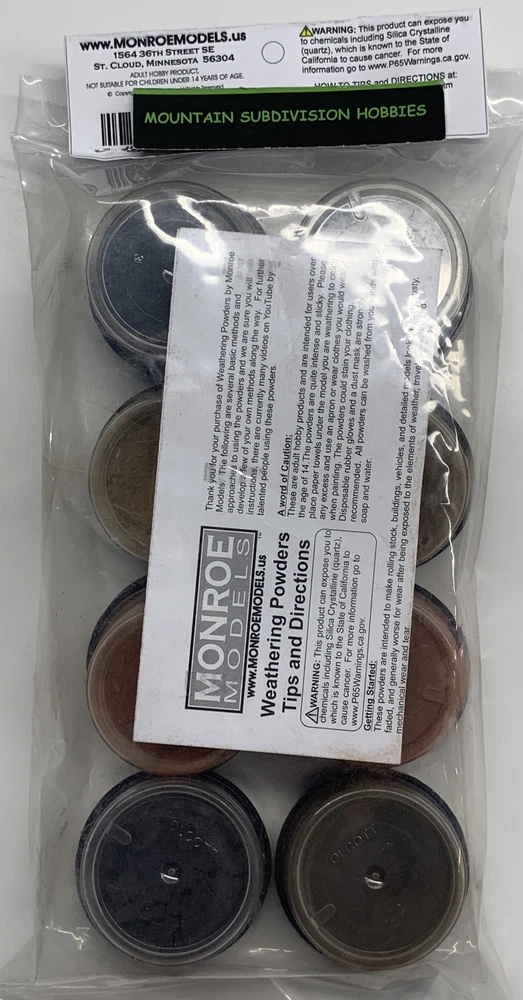 www.MONROEMODELS.us
1564 36TH STREET SE
ST. CLOUD, MINNESOTA 56304
ADULT HOBBY PRODUCT
NOT SUITABLE FOR CHILDREN UNDER 14 YEARS OF AGE.
WARNING: This product can expose you
to chemicals including Silica Crystalline
(quartz), which is known to the State of
California to cause cancer. For more
information go to www.P65Warnings.ca.gov.
HOW-TO TIPS and DIRECTIONS at:
MOUNTAIN SUBDIVISION HOBBIES
MONROE
MODELS
www.MONROEMODELS.us
Weathering Powders
Tips and Directions
WARNING: This product can expose you to
chemicals including Silica Crystalline (quartz),
which is known to the State of California to
cause cancer. For more information go to
www.P65Warnings.ca.gov.
Thank you for your purchase of Weathering Powders by Monroe
Models. The following are several basic methods and
approaches to using the powders and we are sure you will
develop a few of your own methods along the way. For further
instructions, there are currently many videos on YouTube by
talented people using these powders.
A word of Caution:
These are adult hobby products and are intended for users over
the age of 14. The powders are quite intense and sticky. Please
place paper towels under the model you are weathering to
any excess and use an apron or wear clothes you would
when painting. The powders could stain your clothing.
Disposable rubber gloves and a dust mask are
recommended. All powders can be washed from
soap and water.
Getting Started:
These powders are intended to make rolling stock, buildings, vehicles, and detailed models
faded, and generally worse for wear after being exposed to the elements of weather,
mechanical wear and tear.
OLCOTT